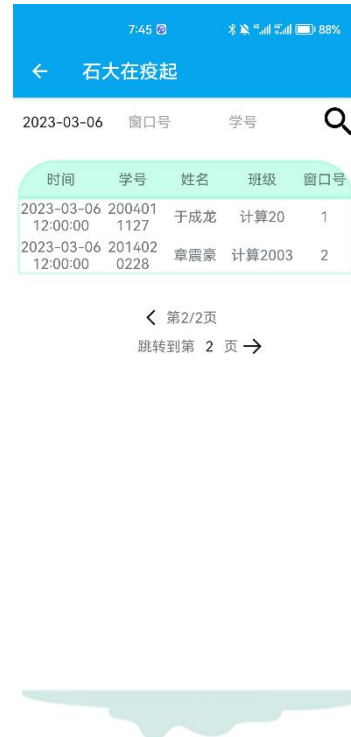 7:45 88%
石大在疫起
2023-03-06 窗口号 学号
时间 学号 姓名 班级 窗口号
2023-03-06 200401 于成龙 计算20 1
12:00:00 1127
2023-03-06 201402 章震豪 计算2003 2
12:00:00 0228
第2/2页
跳转到第 2 页